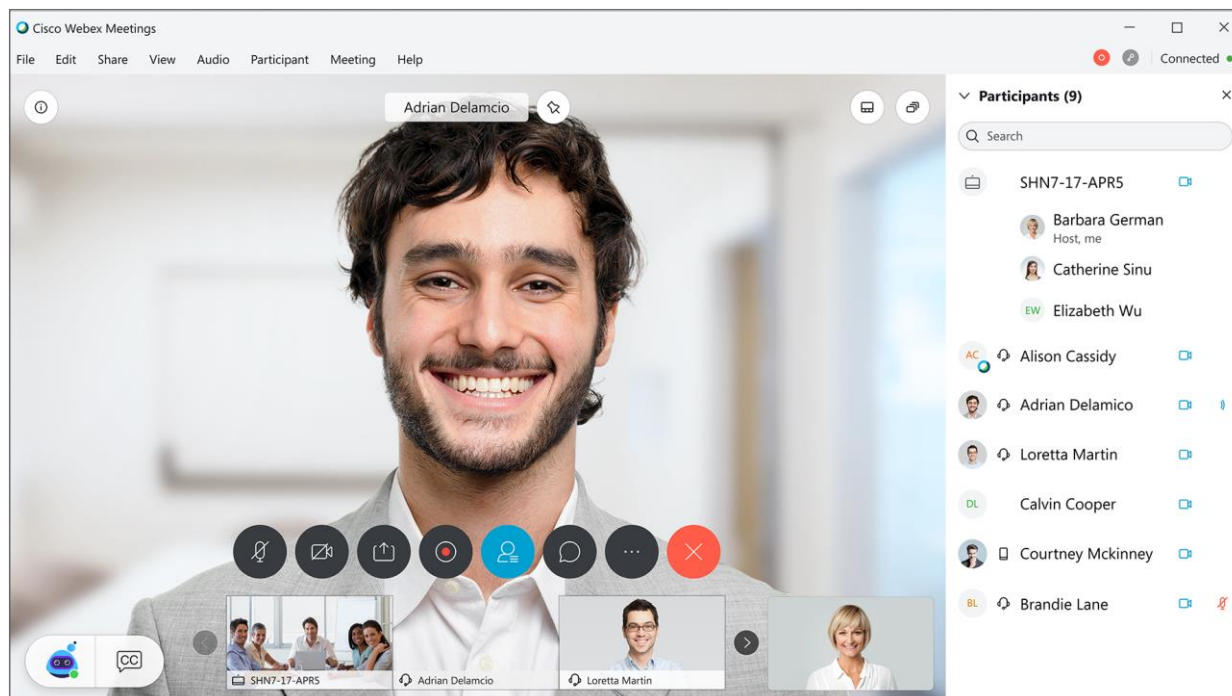 Cisco Webex Meetings
File Edit Share View Audio Participant Meeting Help
Connected
Adrian Delamcio
Participants (9)
Search
SHN7-17-APR5
Barbara German
Host, me
Catherine Sinu
EW Elizabeth Wu
AC Alison Cassidy
Adrian Delamico
Loretta Martin
DL Calvin Cooper
Courtney Mckinney
BL Brandie Lane
CC
SHN7-17-APR5
Adrian Delamcio
Loretta Martin